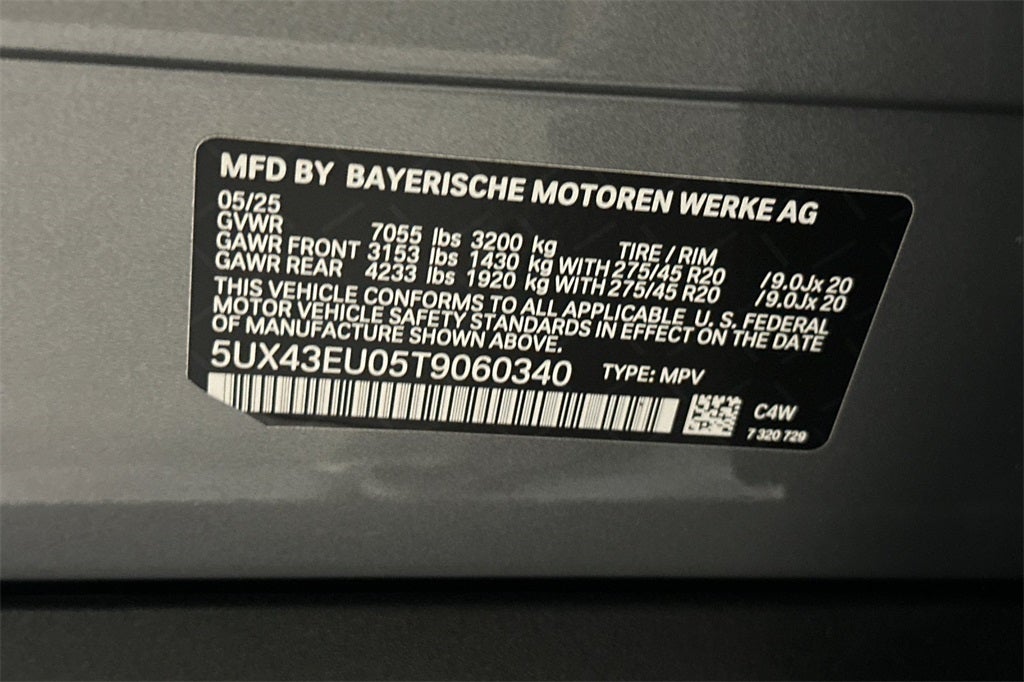 MFD BY BAYERISCHE MOTOREN WERKE AG
05/25
GVWR 7055 lbs 3200 kg TIRE / RIM
GAWR FRONT 3153 lbs 1430 kg WITH 275/45 R20 /9.0Jx 20
GAWR REAR 4233 lbs 1920 kg WITH 275/45 R20 /9.0Jx 20
THIS VEHICLE CONFORMS TO ALL APPLICABLE U. S. FEDERAL
MOTOR VEHICLE SAFETY STANDARDS IN EFFECT ON THE DATE
OF MANUFACTURE SHOWN ABOVE.
5UX43EU05T9060340 TYPE: MPV
C4W
7 320 729